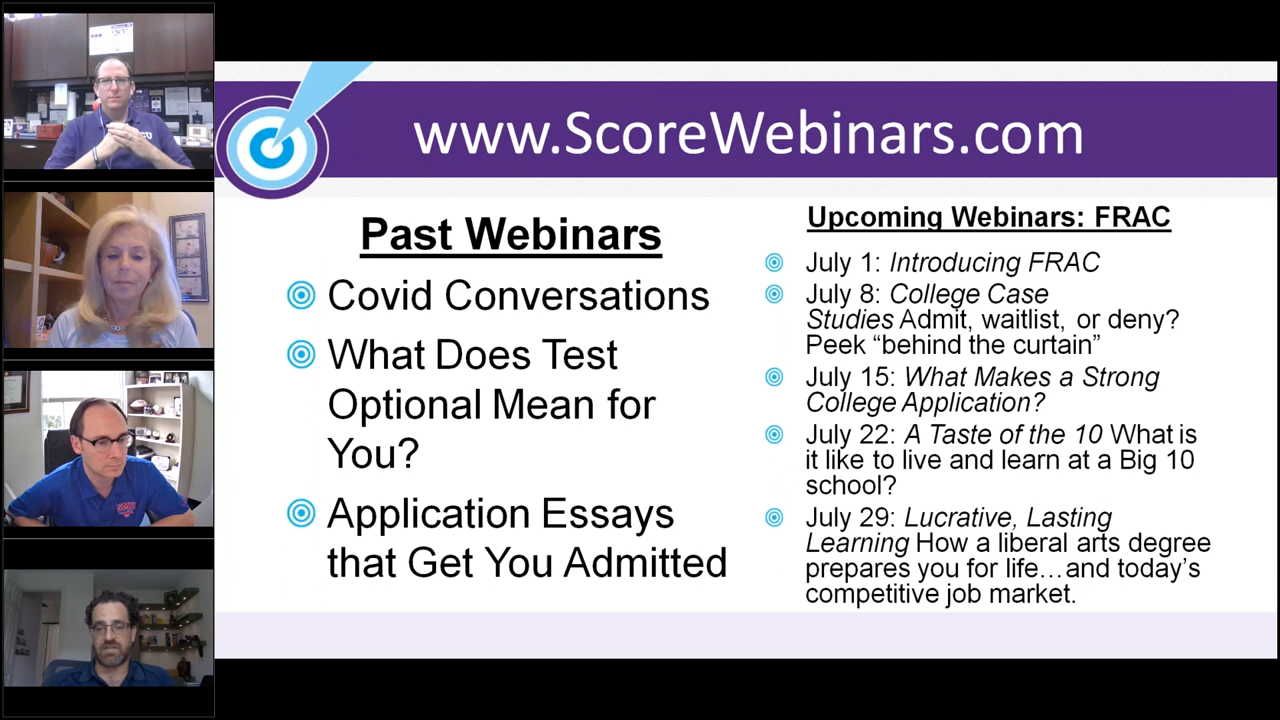 www.ScoreWebinars.com
Past Webinars
Covid Conversations
What Does Test
Optional Mean for
You?
Application Essays
that Get You Admitted
Upcoming Webinars: FRAC
July 1: Introducing FRAC
July 8: College Case
Studies Admit, waitlist, or deny?
Peek “behind the curtain”
July 15: What Makes a Strong
College Application?
July 22: A Taste of the 10 What is
it like to live and learn at a Big 10
school?
July 29: Lucrative, Lasting
Learning How a liberal arts degree
prepares you for life…and today’s
competitive job market.